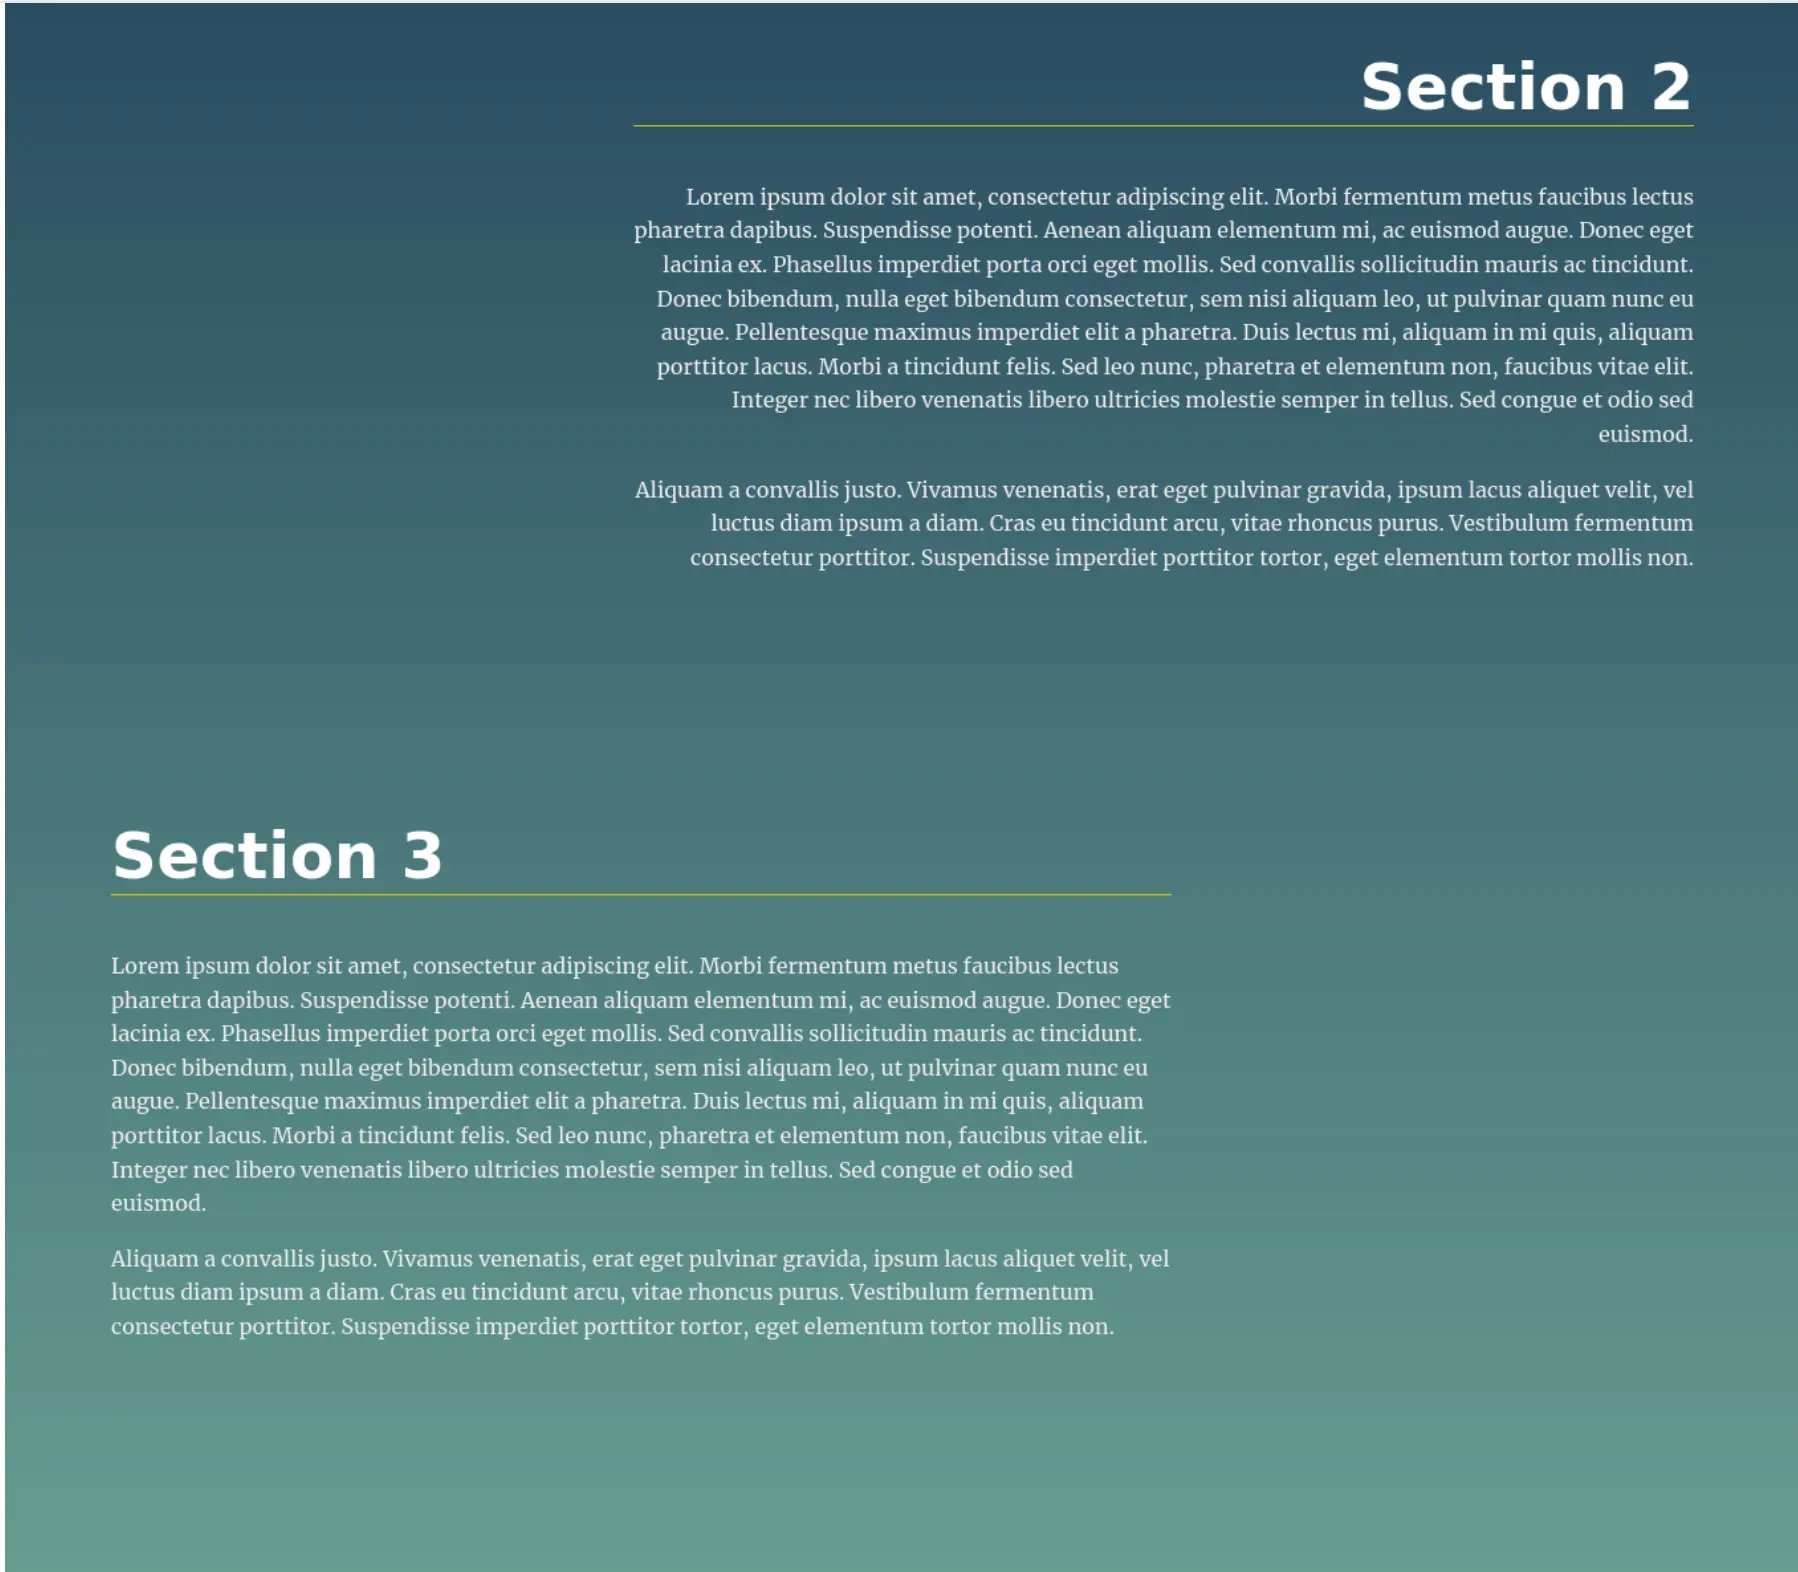 Section 2
Lorem ipsum dolor sit amet, consectetur adipiscing elit. Morbi fermentum metus faucibus lectus
pharetra dapibus. Suspendisse potenti. Aenean aliquam elementum mi, ac euismod augue. Donec eget
lacinia ex. Phasellus imperdiet porta orci eget mollis. Sed convallis sollicitudin mauris ac tincidunt.
Donec bibendum, nulla eget bibendum consectetur, sem nisi aliquam leo, ut pulvinar quam nunc eu
augue. Pellentesque maximus imperdiet elit a pharetra. Duis lectus mi, aliquam in mi quis, aliquam
porttitor lacus. Morbi a tincidunt felis. Sed leo nunc, pharetra et elementum non, faucibus vitae elit.
Integer nec libero venenatis libero ultricies molestie semper in tellus. Sed congue et odio sed
euismod.
Aliquam a convallis justo. Vivamus venenatis, erat eget pulvinar gravida, ipsum lacus aliquet velit, vel
luctus diam ipsum a diam. Cras eu tincidunt arcu, vitae rhoncus purus. Vestibulum fermentum
consectetur porttitor. Suspendisse imperdiet porttitor tortor, eget elementum tortor mollis non.
Section 3
Lorem ipsum dolor sit amet, consectetur adipiscing elit. Morbi fermentum metus faucibus lectus
pharetra dapibus. Suspendisse potenti. Aenean aliquam elementum mi, ac euismod augue. Donec eget
lacinia ex. Phasellus imperdiet porta orci eget mollis. Sed convallis sollicitudin mauris ac tincidunt.
Donec bibendum, nulla eget bibendum consectetur, sem nisi aliquam leo, ut pulvinar quam nunc eu
augue. Pellentesque maximus imperdiet elit a pharetra. Duis lectus mi, aliquam in mi quis, aliquam
porttitor lacus. Morbi a tincidunt felis. Sed leo nunc, pharetra et elementum non, faucibus vitae elit.
Integer nec libero venenatis libero ultricies molestie semper in tellus. Sed congue et odio sed
euismod.
Aliquam a convallis justo. Vivamus venenatis, erat eget pulvinar gravida, ipsum lacus aliquet velit, vel
luctus diam ipsum a diam. Cras eu tincidunt arcu, vitae rhoncus purus. Vestibulum fermentum
consectetur porttitor. Suspendisse imperdiet porttitor tortor, eget elementum tortor mollis non.